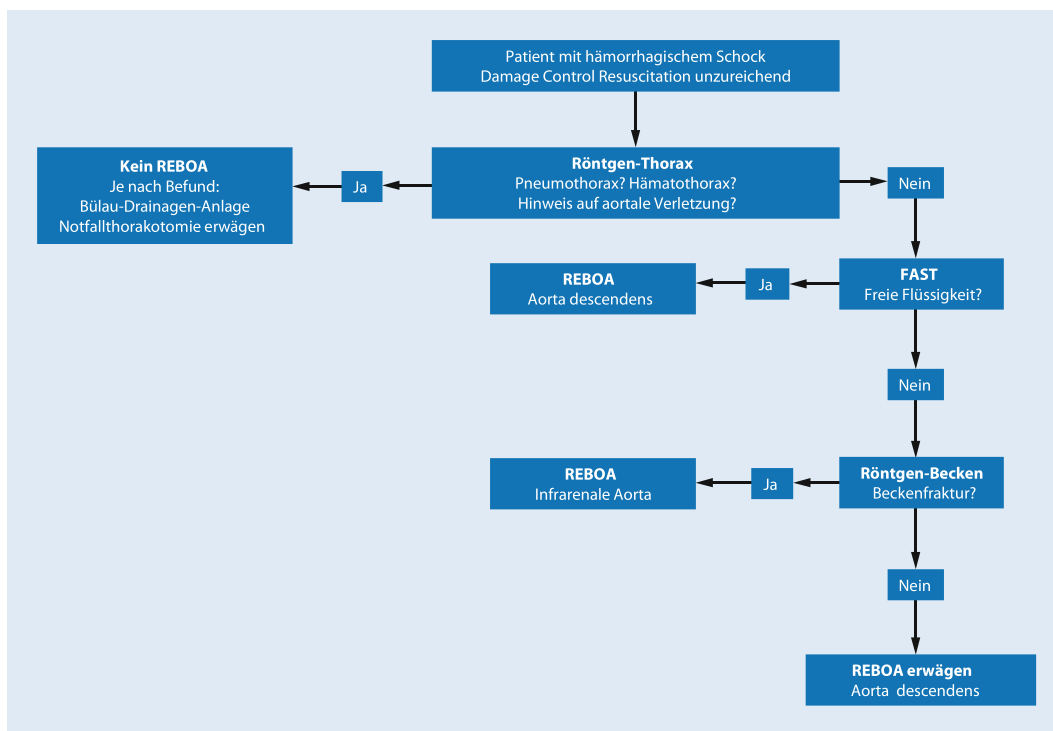 Patient mit hämorrhagischem Schock
Damage Control Resuscitation unzureichend
Kein REBOA
Je nach Befund:
Bülau-Drainagen-Anlage
Notfallthorakotomie erwägen
Ja
Röntgen-Thorax
Pneumothorax? Hämatothorax?
Hinweis auf aortale Verletzung?
Nein
REBOA
Aorta descendens
Ja
FAST
Freie Flüssigkeit?
Nein
REBOA
Infrarenale Aorta
Ja
Röntgen-Becken
Beckenfraktur?
Nein
REBOA erwägen
Aorta descendens